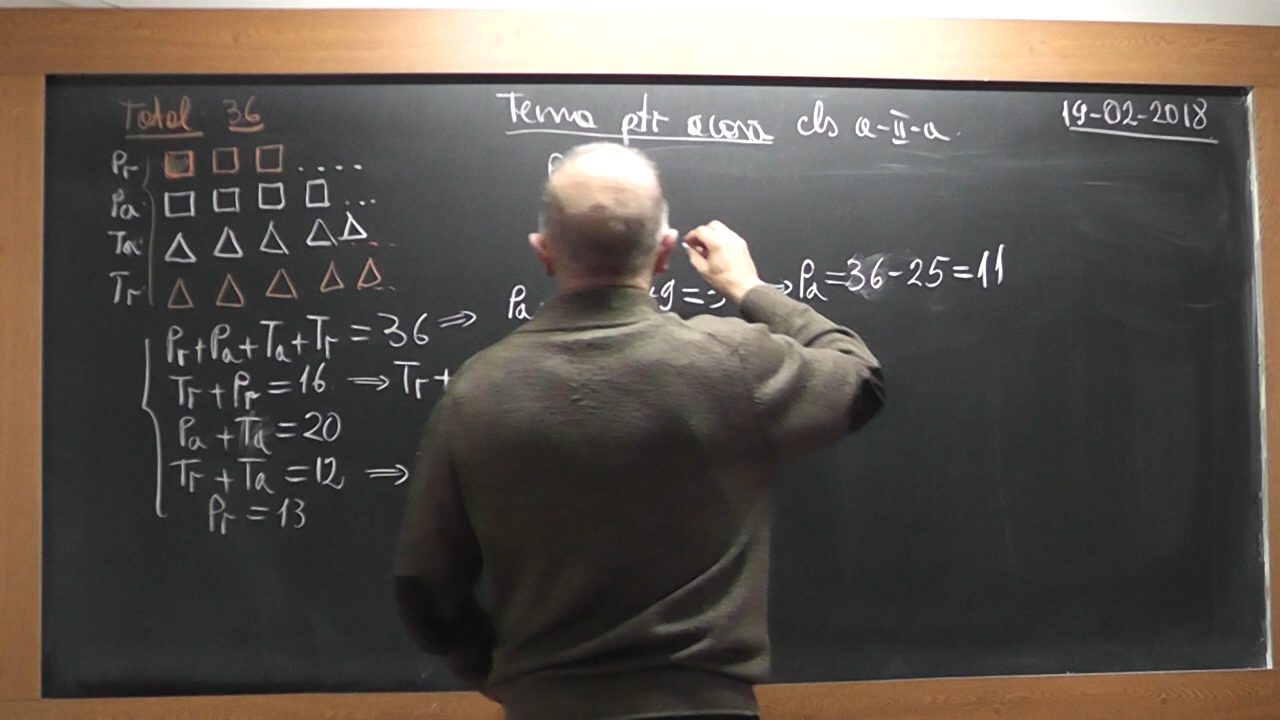 Total 36
Tema ptr acasa cls a-II-a.
19-02-2018
Pr
Pa
Ta
Tr
Pr+Pa+Ta+Tr=36 ⇒
Pa
+9=
⇒Pa=36-25=11
Tr+Pr=16 ⇒Tr+
Pa+Ta=20
Tr+Ta=12 ⇒
Pr=13